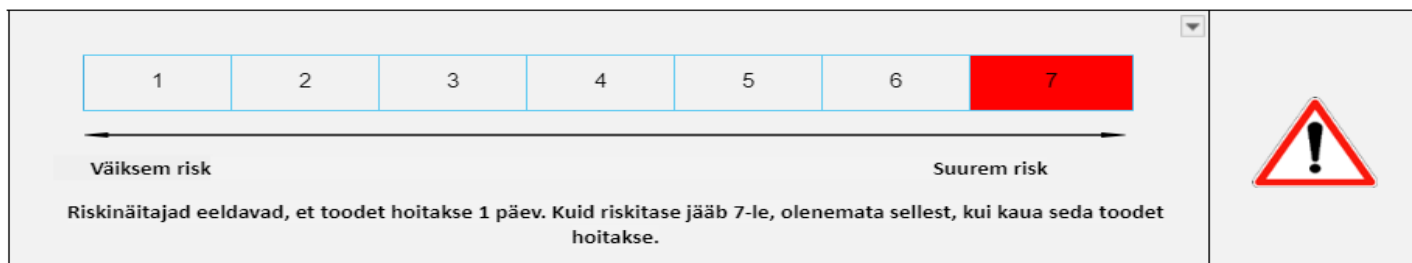 1 2 3 4 5 6 7
Väiksem risk Suurem risk
Riskinäitajad eeldavad, et toodet hoitakse 1 päev. Kuid riskitase jääb 7-le, olenemata sellest, kui kaua seda toodet
hoitakse.